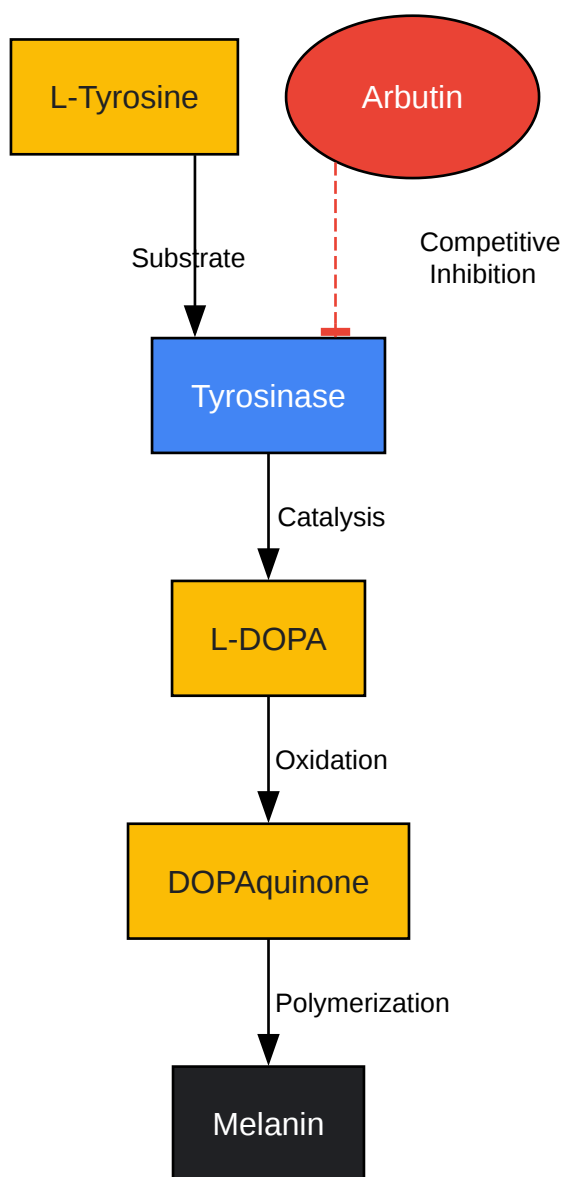 L-Tyrosine
Arbutin
Substrate
Competitive
Inhibition
Tyrosinase
Catalysis
L-DOPA
Oxidation
DOPAquinone
Polymerization
Melanin